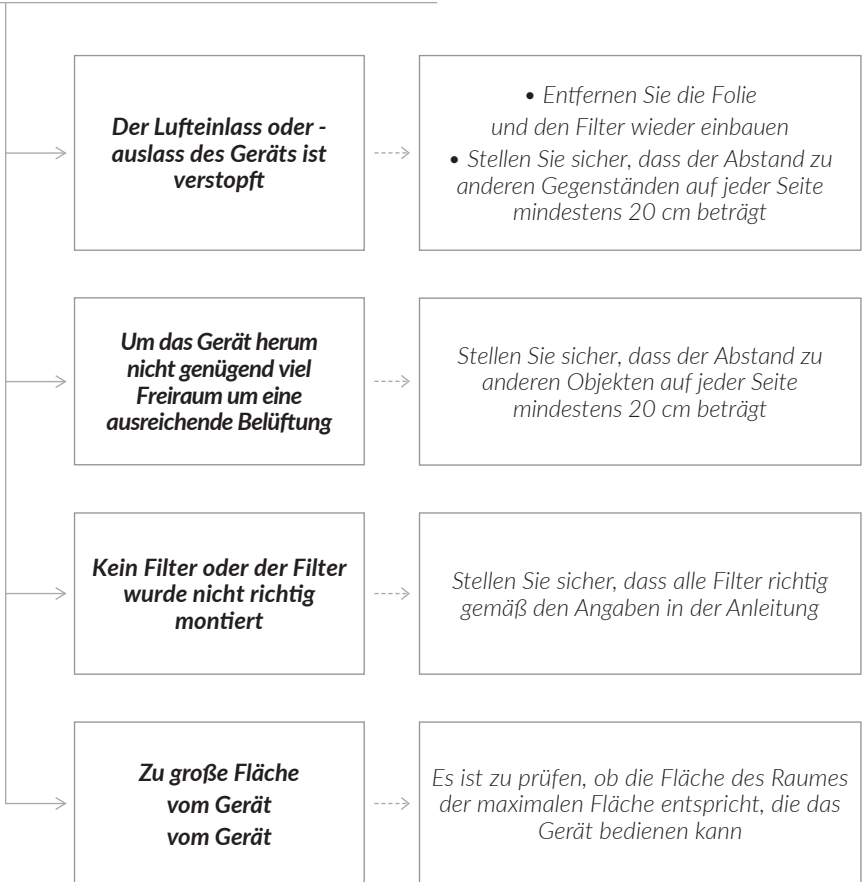 Der Lufteinlass oder -
auslass des Geräts ist
verstopft
• Entfernen Sie die Folie
und den Filter wieder einbauen
• Stellen Sie sicher, dass der Abstand zu
anderen Gegenständen auf jeder Seite
mindestens 20 cm beträgt
Um das Gerät herum
nicht genügend viel
Freiraum um eine
ausreichende Belüftung
Stellen Sie sicher, dass der Abstand zu
anderen Objekten auf jeder Seite
mindestens 20 cm beträgt
Kein Filter oder der Filter
wurde nicht richtig
montiert
Stellen Sie sicher, dass alle Filter richtig
gemäß den Angaben in der Anleitung
Zu große Fläche
vom Gerät
vom Gerät
Es ist zu prüfen, ob die Fläche des Raumes
der maximalen Fläche entspricht, die das
Gerät bedienen kann